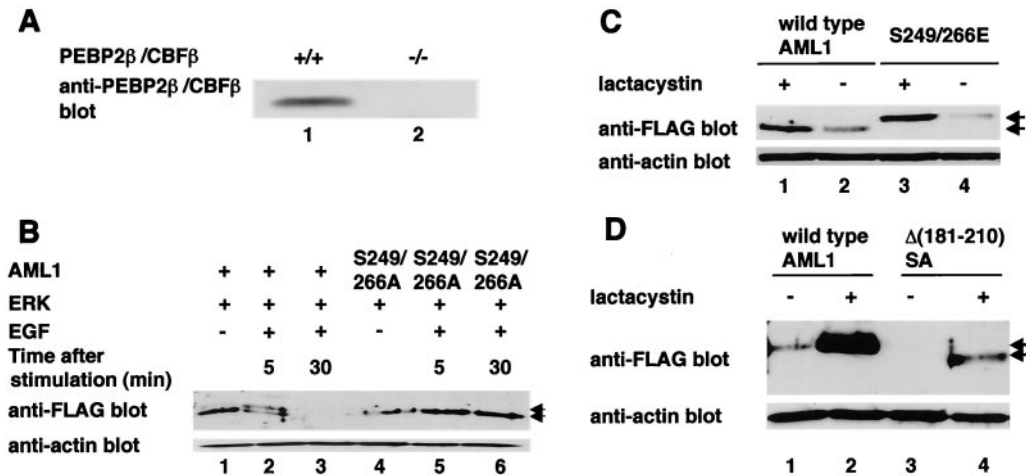 A
PEBP2β/CBFβ +/+ -/-
anti-PEBP2β/CBFβ
blot
1 2
B
AML1 + + + S249/ S249/ S249/
266A 266A 266A
ERK + + + + + +
EGF - + + - + +
Time after
stimulation (min) 5 30 5 30
anti-FLAG blot
anti-actin blot
1 2 3 4 5 6
C
wild type
AML1 S249/266E
lactacystin + - + -
anti-FLAG blot
anti-actin blot
1 2 3 4
D
wild type Δ(181-210)
AML1 SA
lactacystin - + - +
anti-FLAG blot
anti-actin blot
1 2 3 4